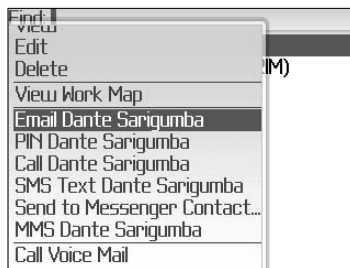 Find:
View
Edit
Delete
IM)
View Work Map
Email Dante Sarigumba
PIN Dante Sarigumba
Call Dante Sarigumba
SMS Text Dante Sarigumba
Send to Messenger Contact...
MMS Dante Sarigumba
Call Voice Mail